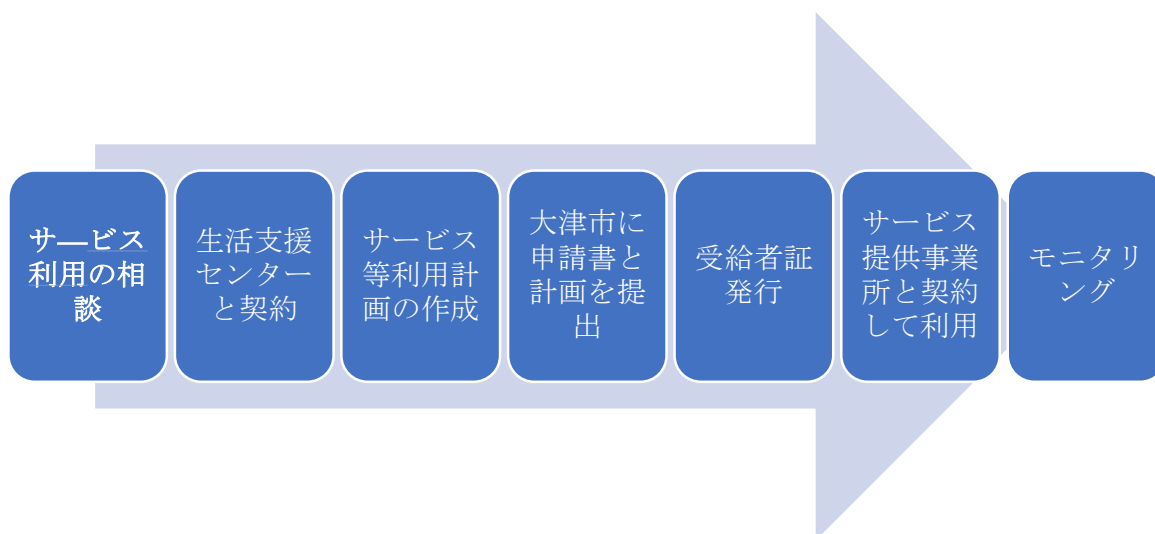 サ―ビス
利用の相
談
生活支援
センター
と契約
サービス
等利用計
画の作成
大津市に
申請書と
計画を提
出
受給者証
発行
サービス
提供事業
所と契約
して利用
モニタリ
ング